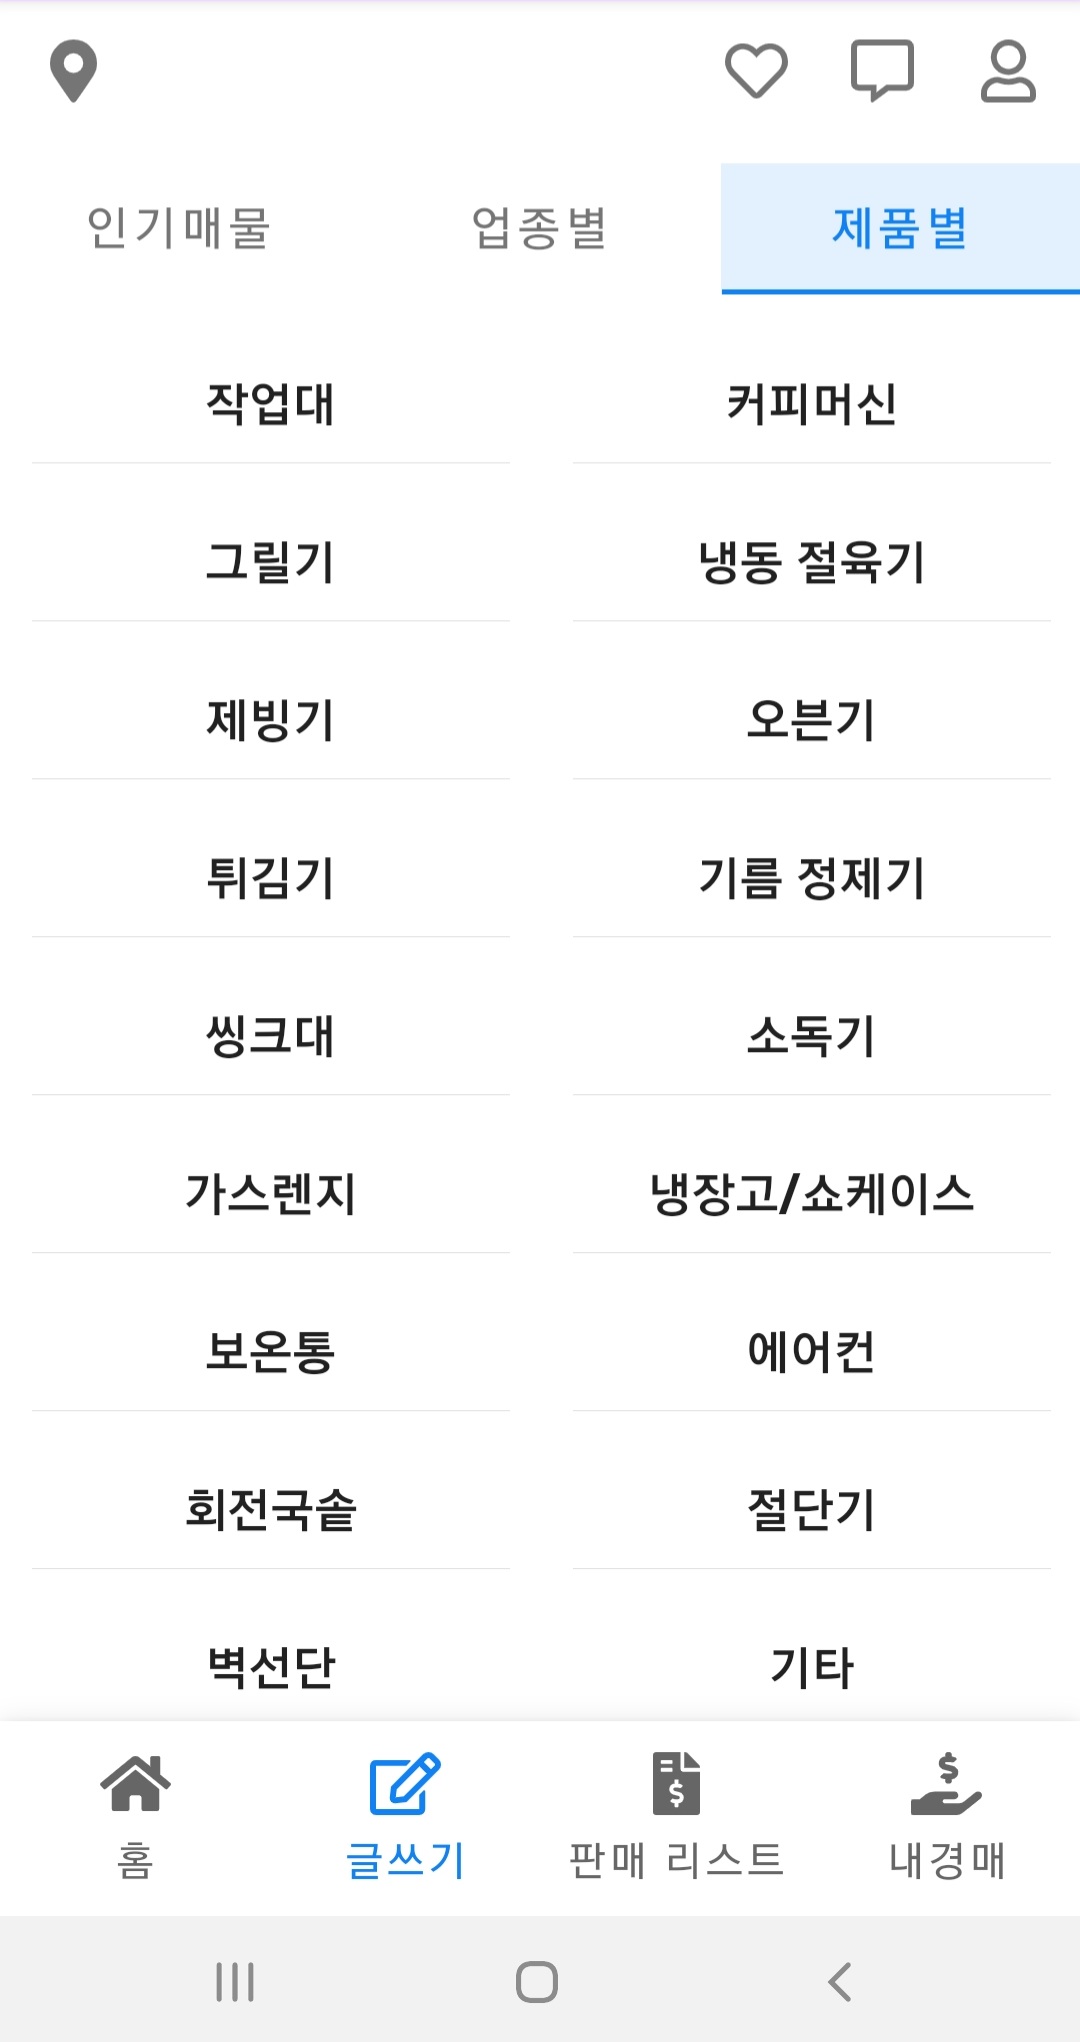 인기매물 업종별 제품별
작업대 커피머신
그릴기 냉동 절육기
제빙기 오븐기
튀김기 기름 정제기
씽크대 소독기
가스렌지 냉장고/쇼케이스
보온통 에어컨
회전국솥 절단기
벽선단 기타
홈 글쓰기 판매 리스트 내경매